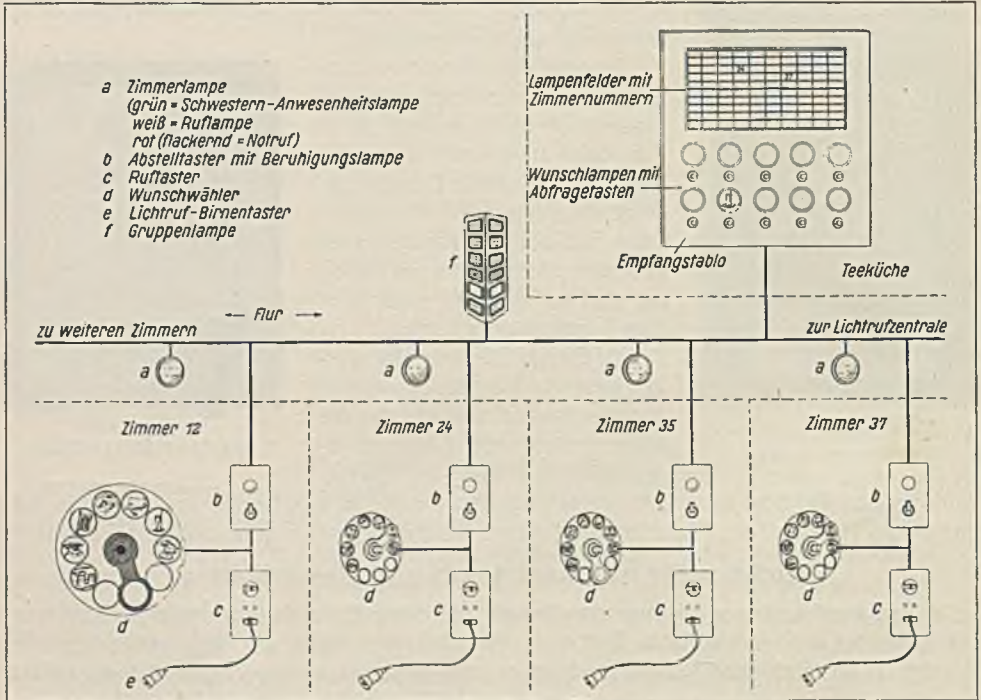 a Zimmerlampe
(grün = Schwestern-Anwesenheitslampe
weiß = Ruflampe
rot (flackernd = Notruf)
b Abstelltaster mit Beruhigungslampe
c Ruftaster
d Wunschwähler
e Lichtruf-Birnentaster
f Gruppenlampe
Lampenfelder mit
Zimmernummern
24
37
Wunschlampen mit
Abfragetasten
Empfangstablo
Teeküche
f
← Flur →
zu weiteren Zimmern
zur Lichtrufzentrale
a
a
a
a
Zimmer 12
Zimmer 24
Zimmer 35
Zimmer 37
b
b
b
b
d
d
d
d
c
c
c
c
e